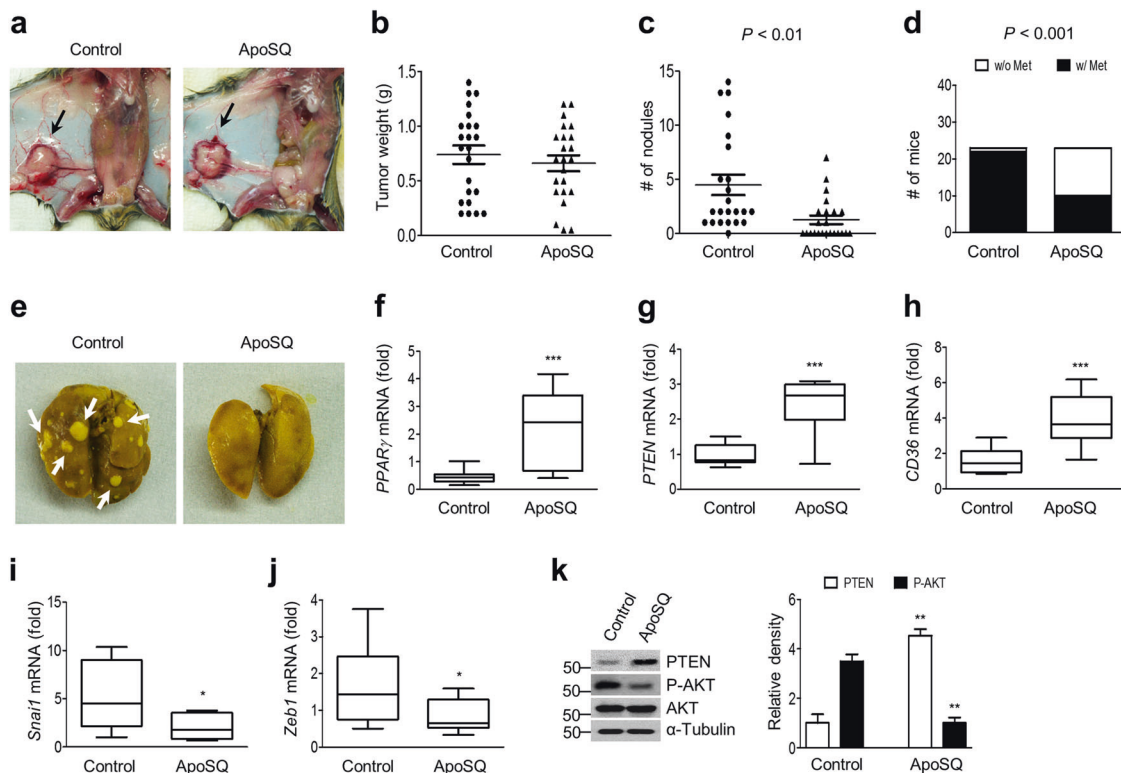 a
Control
ApoSQ
b
Tumor weight (g)
1.5
1.0
0.5
0.0
Control
ApoSQ
c
P < 0.01
# of nodules
15
10
5
0
Control
ApoSQ
d
P < 0.001
w/o Met
w/ Met
# of mice
40
20
0
Control
ApoSQ
e
Control
ApoSQ
f
PPARγ mRNA (fold)
5
4
3
2
1
0
***
Control
ApoSQ
g
PTEN mRNA (fold)
4
3
2
1
0
***
Control
ApoSQ
h
CD36 mRNA (fold)
8
6
4
2
0
***
Control
ApoSQ
i
Snai1 mRNA (fold)
15
10
5
0
*
Control
ApoSQ
j
Zeb1 mRNA (fold)
4
3
2
1
0
*
Control
ApoSQ
k
Control
ApoSQ
50 PTEN
50 P-AKT
50 AKT
50 α-Tubulin
PTEN
P-AKT
Relative density
6
4
2
0
**
**
Control
ApoSQ